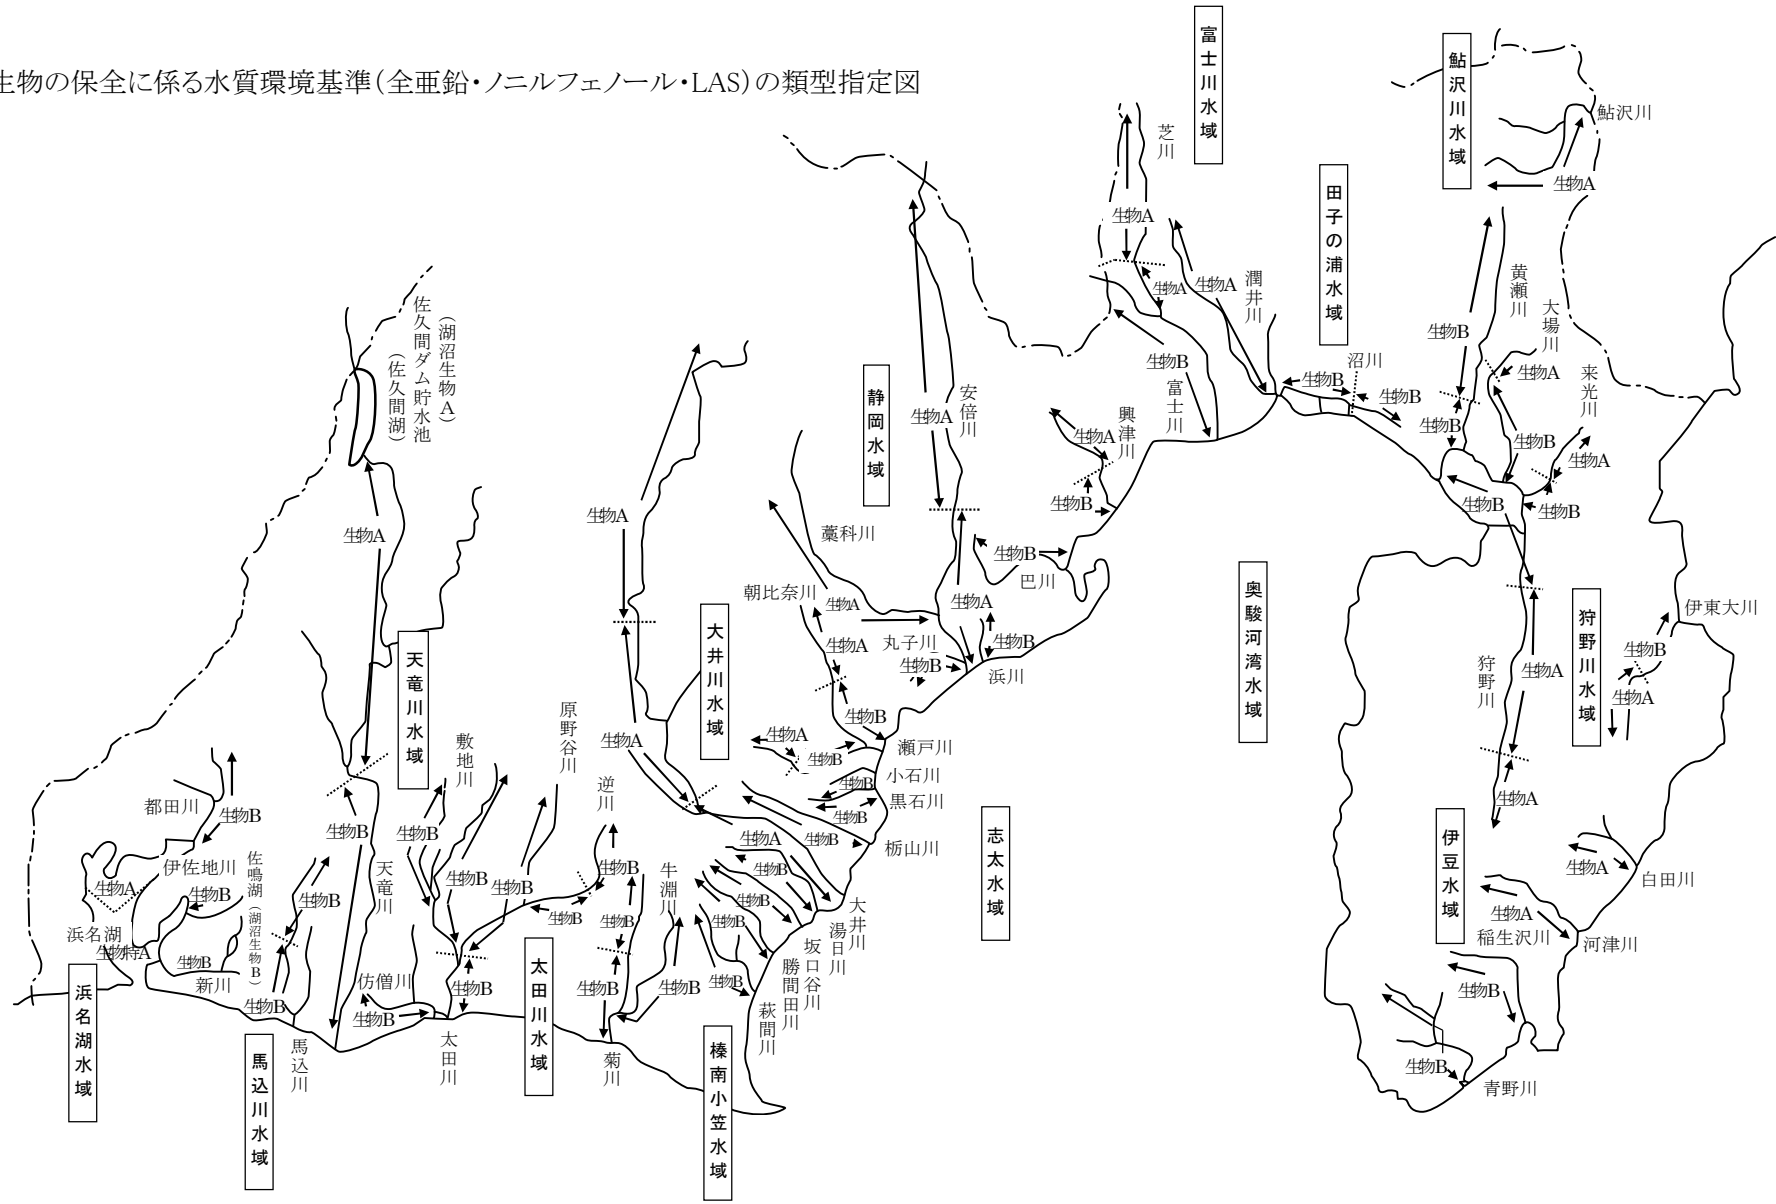 生物の保全に係る水質環境基準(全亜鉛・ノニルフェノール・LAS)の類型指定図
富士川水域
鮎沢川水域
鮎沢川
生物A
芝川
生物A
田子の浦水域
生物A
生物A
潤井川
黄瀬川
大場川
生物B
生物A
来光川
生物B
富士川
沼川
生物B
生物B
生物B
生物B
生物A
生物B
生物B
(湖沼生物A)
佐久間ダム貯水池
(佐久間湖)
静岡水域
安倍川
生物A
興津川
生物A
生物B
生物A
生物A
藁科川
生物B
巴川
奥駿河湾水域
狩野川水域
朝比奈川
生物A
生物A
丸子川
生物B
生物B
浜川
生物A
伊東大川
生物B
生物A
狩野川
生物A
大井川水域
天竜川水域
生物A
生物B
瀬戸川
生物A
生物B
小石川
生物B
黒石川
生物B
生物A
生物B
栃山川
志太水域
原野谷川
敷地川
逆川
都田川
生物B
生物B
生物B
伊佐地川
佐鳴湖(湖沼生物B)
生物A
生物B
浜名湖
生物特A
生物B
新川
生物B
天竜川
生物B
生物B
生物B
生物B
生物B
牛淵川
生物B
生物B
生物B
大井川
湯日川
坂口谷川
勝間田川
萩間川
生物B
生物B
生物B
生物B
仿僧川
生物B
太田川
太田川水域
菊川
馬込川
浜名湖水域
馬込川水域
榛南小笠水域
生物A
伊豆水域
生物A
白田川
生物A
稲生沢川
河津川
生物B
生物B
青野川